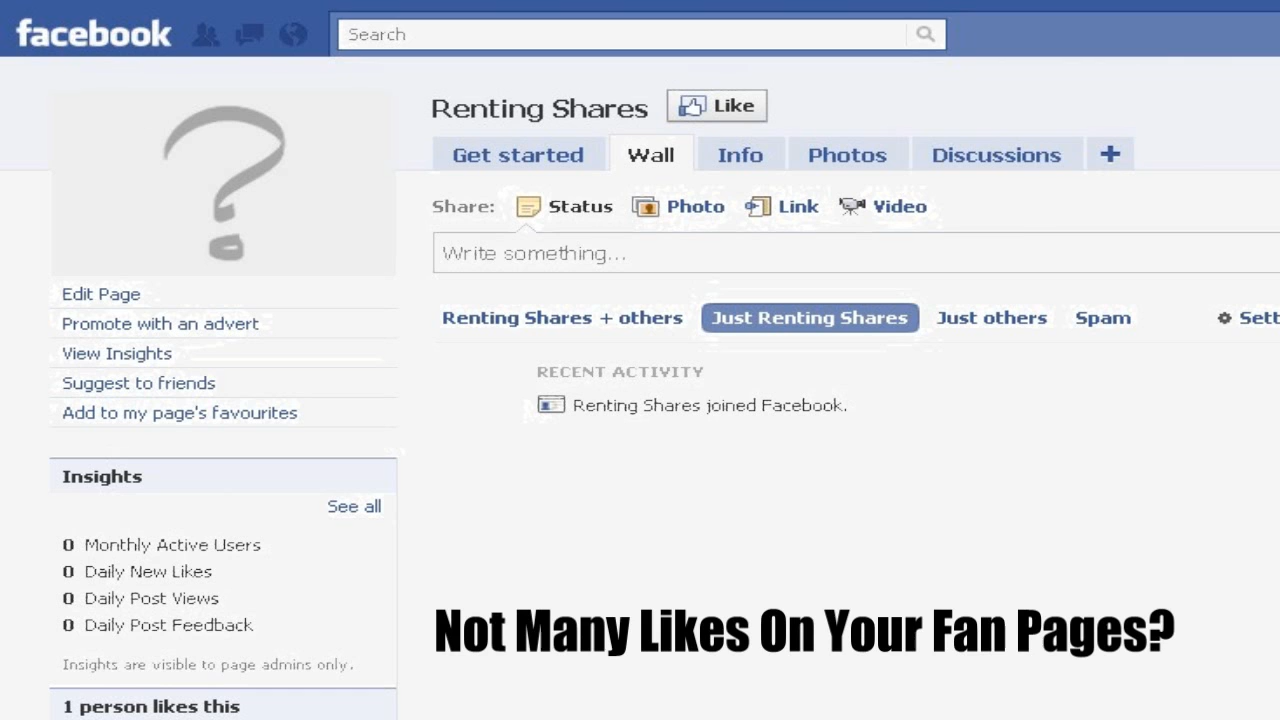 facebook
Search
Renting Shares
Like
Get started
Wall
Info
Photos
Discussions
+
Share:
Status
Photo
Link
Video
Write something...
Edit Page
Promote with an advert
View Insights
Suggest to friends
Add to my page's favourites
Renting Shares + others
Just Renting Shares
Just others
Spam
Sett
RECENT ACTIVITY
Renting Shares joined Facebook.
Insights
See all
0 Monthly Active Users
0 Daily New Likes
0 Daily Post Views
0 Daily Post Feedback
Insights are visible to page admins only.
1 person likes this
Not Many Likes On Your Fan Pages?